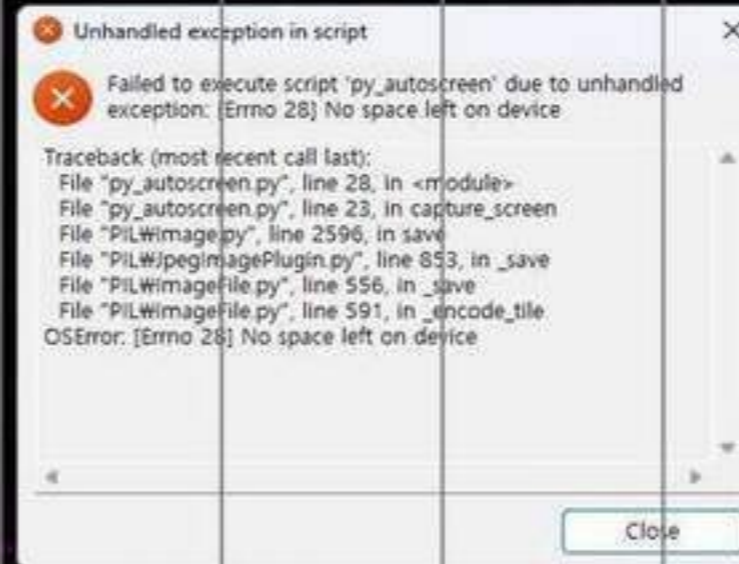 Unhandled exception in script
Failed to execute script 'py_autoscreen' due to unhandled
exception: [Errno 28] No space left on device
Traceback (most recent call last):
File "py_autoscreen.py", line 28, in <module>
File "py_autoscreen.py", line 23, in capture_screen
File "PIL₩Image.py", line 2596, in save
File "PIL₩JpegImagePlugin.py", line 853, in _save
File "PIL₩ImageFile.py", line 556, in _save
File "PIL₩ImageFile.py", line 591, in _encode_tile
OSError: [Errno 28] No space left on device
Close